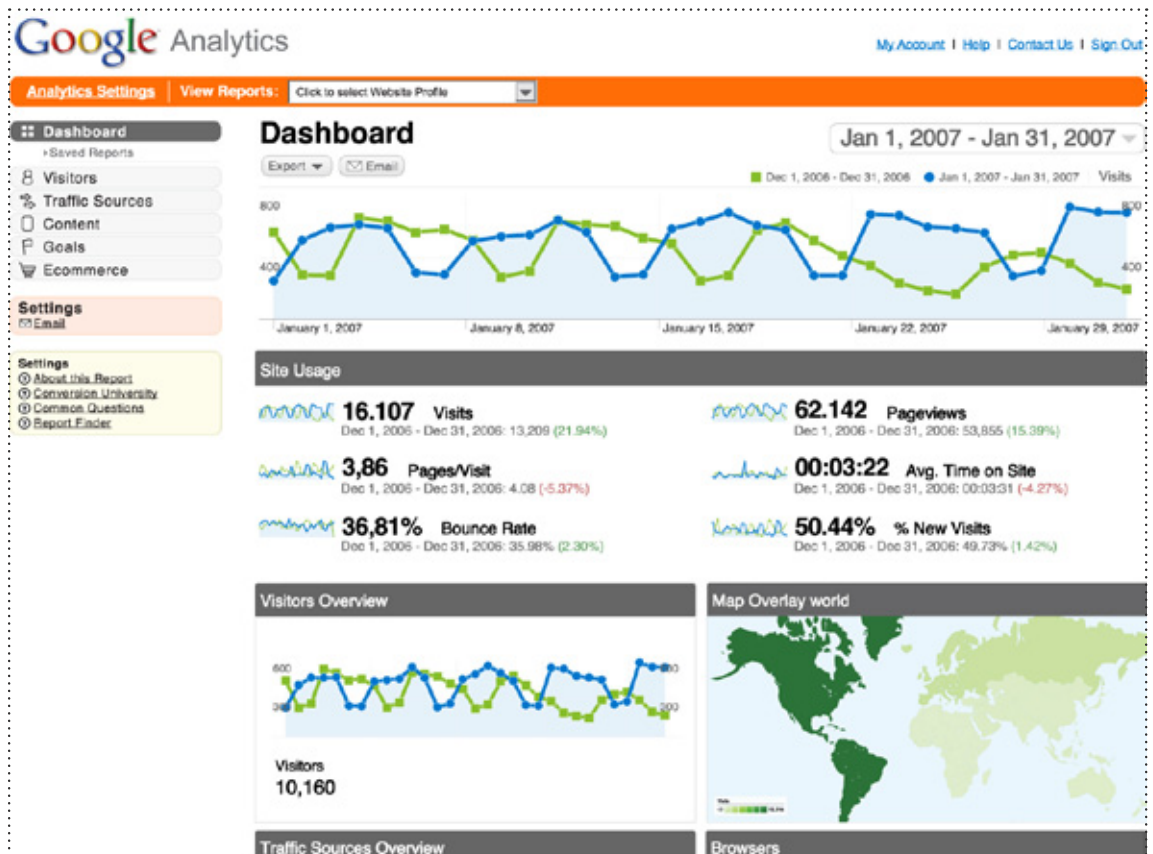 Google Analytics
My Account | Help | Contact Us | Sign Out
Analytics Settings | View Reports: Click to select Website Profile
Dashboard
Saved Reports
Visitors
Traffic Sources
Content
Goals
Ecommerce
Settings
Email
Settings
About this Report
Conversion University
Common Questions
Report Finder
Dashboard
Jan 1, 2007 - Jan 31, 2007
Export
Email
Dec 1, 2006 - Dec 31, 2006
Jan 1, 2007 - Jan 31, 2007
Visits
800 800
400 400
January 1, 2007 January 8, 2007 January 15, 2007 January 22, 2007 January 29, 2007
Site Usage
16.107 Visits
Dec 1, 2006 - Dec 31, 2006: 13,209 (21.94%)
62.142 Pageviews
Dec 1, 2006 - Dec 31, 2006: 53,855 (15.39%)
3,86 Pages/Visit
Dec 1, 2006 - Dec 31, 2006: 4.08 (-5.37%)
00:03:22 Avg. Time on Site
Dec 1, 2006 - Dec 31, 2006: 00:03:31 (-4.27%)
36,81% Bounce Rate
Dec 1, 2006 - Dec 31, 2006: 35.98% (2.30%)
50.44% % New Visits
Dec 1, 2006 - Dec 31, 2006: 49.73% (1.42%)
Visitors Overview
600
Visitors
10,160
Map Overlay world
Traffic Sources Overview
Browsers